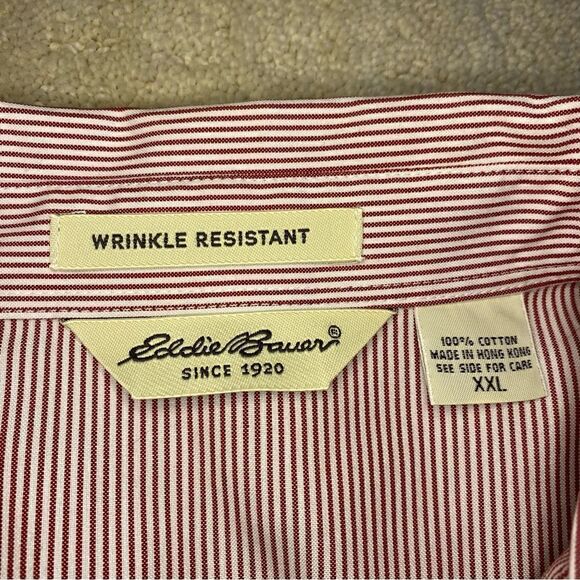 WRINKLE RESISTANT
Eddie Bauer®
SINCE 1920
100% COTTON
MADE IN HONG KONG
SEE SIDE FOR CARE
XXL